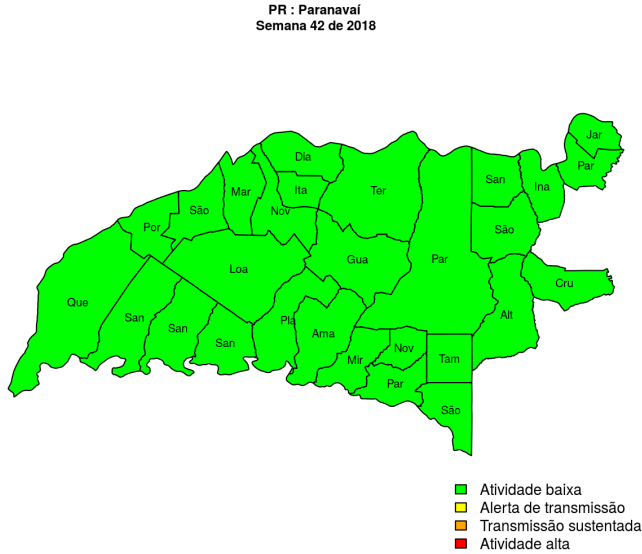 PR : Paranavaí
Semana 42 de 2018
Jar
Par
Dia
San
Ina
Mar
Ita
Ter
São
Nov
Por
São
Loa
Gua
Par
Cru
Que
San
San
San
Pla
Ama
Alt
Mir
Nov
Tam
Par
São
Atividade baixa
Alerta de transmissão
Transmissão sustentada
Atividade alta